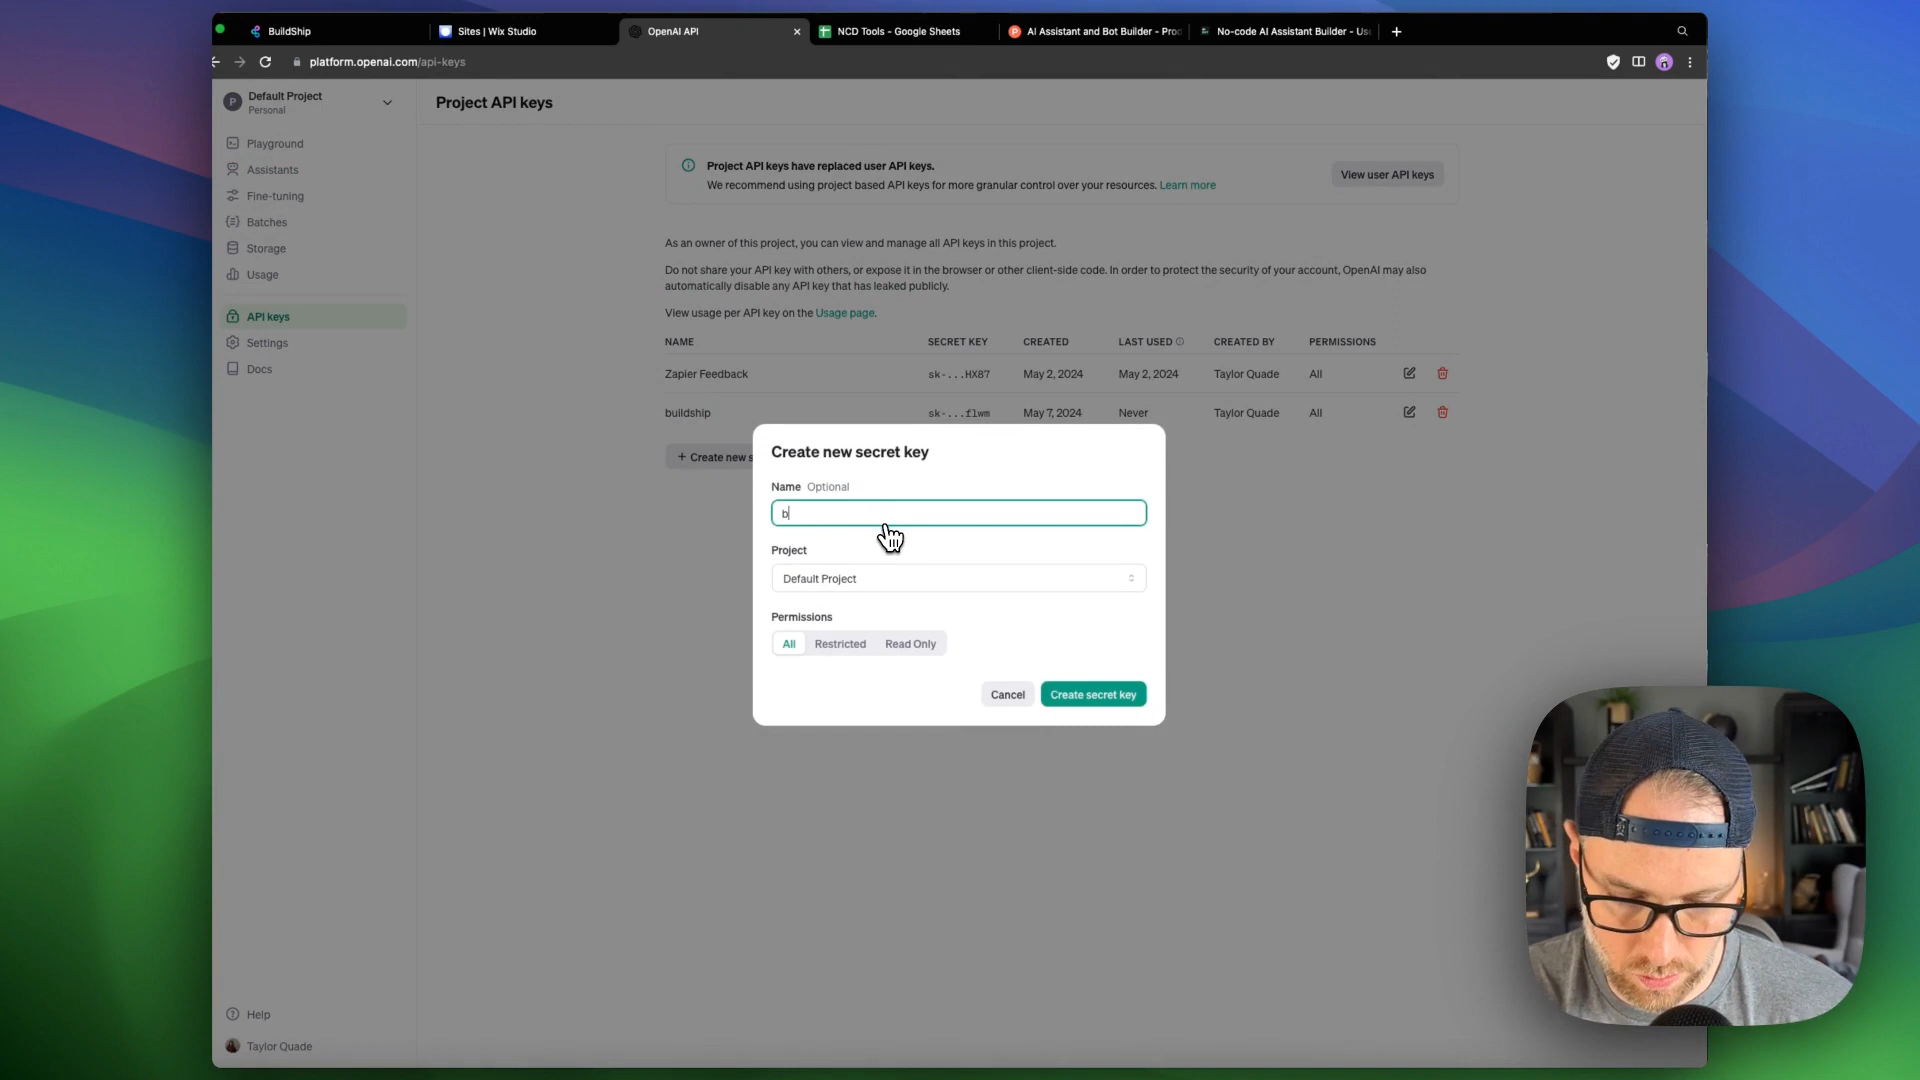 BuildShip
Sites | Wix Studio
OpenAI API
NCD Tools - Google Sheets
AI Assistant and Bot Builder - Proc
No-code AI Assistant Builder - Us
platform.openai.com/api-keys
P
Default Project
Personal
Playground
Assistants
Fine-tuning
Batches
Storage
Usage
API keys
Settings
Docs
Help
Taylor Quade
Project API keys
Project API keys have replaced user API keys.
We recommend using project based API keys for more granular control over your resources. Learn more
View user API keys
As an owner of this project, you can view and manage all API keys in this project.
Do not share your API key with others, or expose it in the browser or other client-side code. In order to protect the security of your account, OpenAI may also
automatically disable any API key that has leaked publicly.
View usage per API key on the Usage page.
NAME SECRET KEY CREATED LAST USED CREATED BY PERMISSIONS
Zapier Feedback sk-...HX87 May 2, 2024 May 2, 2024 Taylor Quade All
buildship sk-...flwm May 7, 2024 Never Taylor Quade All
+ Create new s
Create new secret key
Name Optional
b
Project
Default Project
Permissions
All Restricted Read Only
Cancel Create secret key